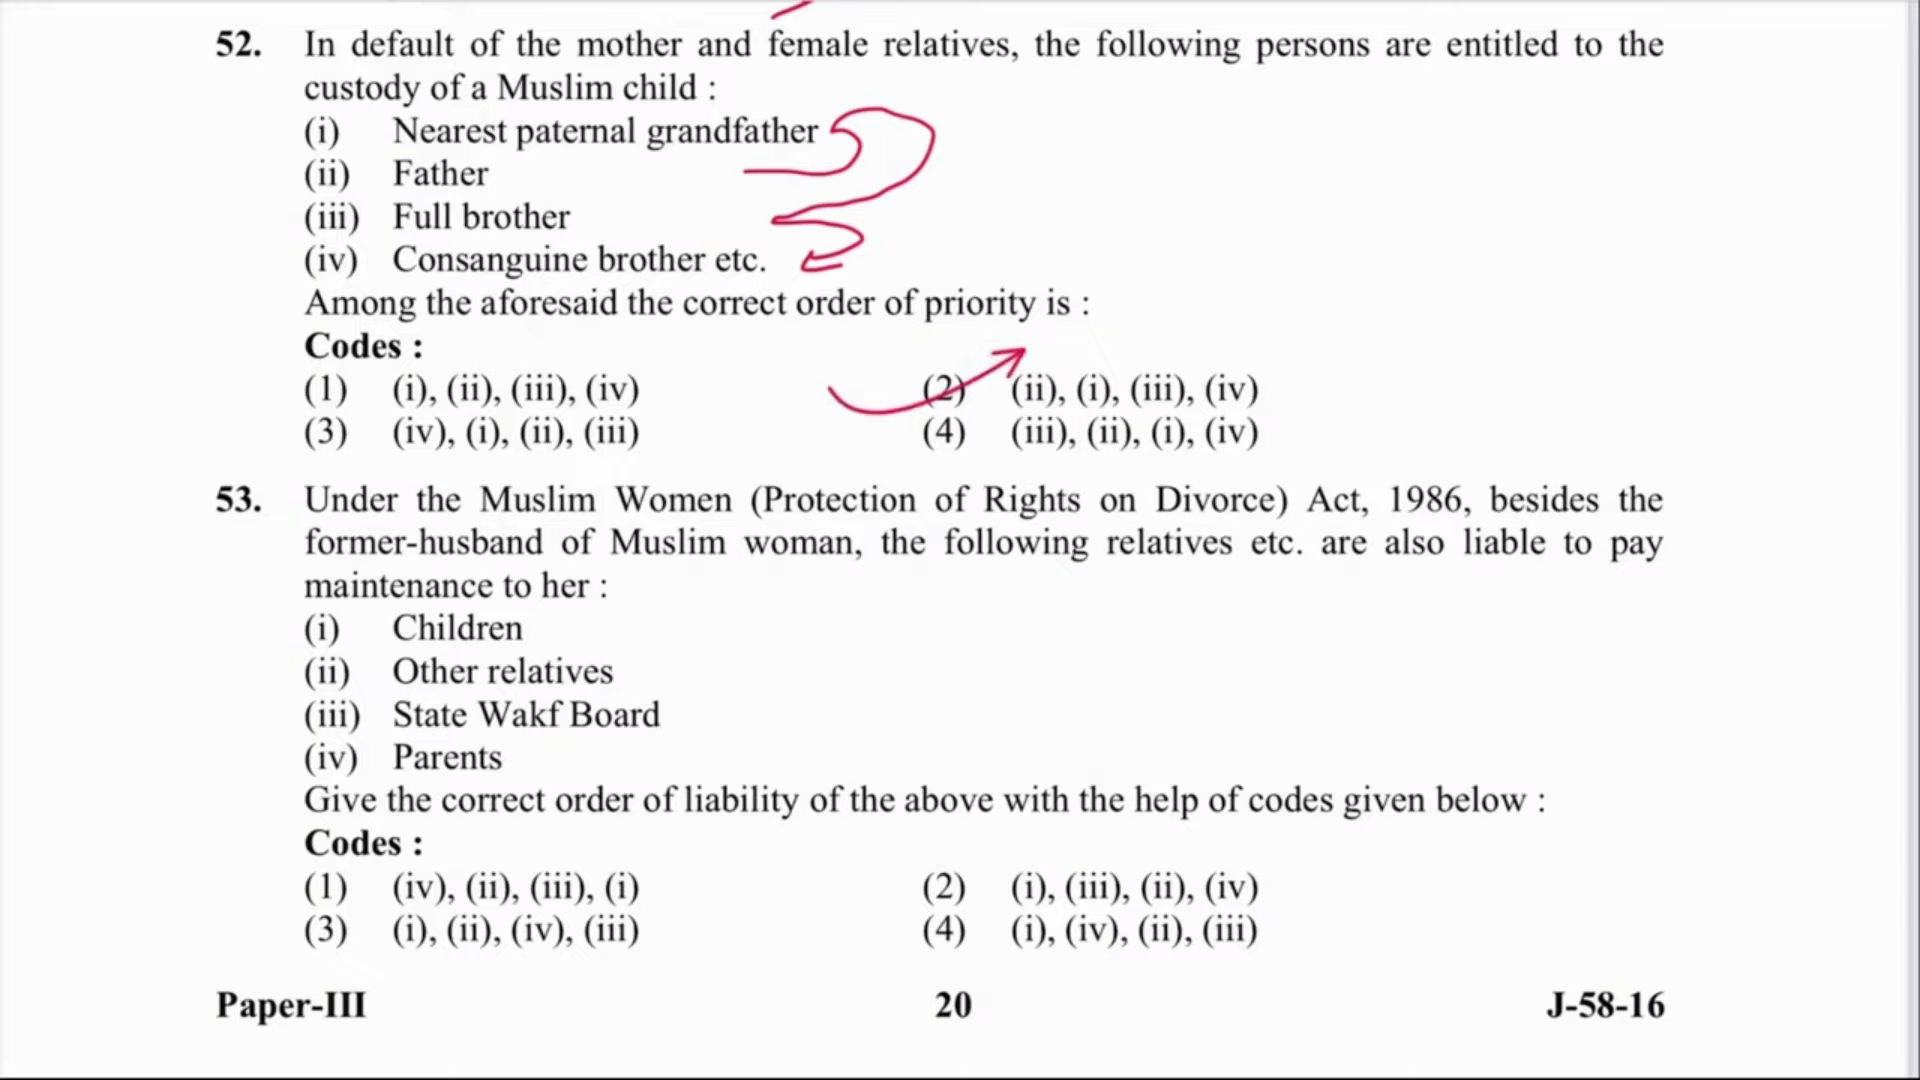 52. In default of the mother and female relatives, the following persons are entitled to the
custody of a Muslim child :
(i) Nearest paternal grandfather
(ii) Father
(iii) Full brother
(iv) Consanguine brother etc.
Among the aforesaid the correct order of priority is :
Codes :
(1) (i), (ii), (iii), (iv) (2) (ii), (i), (iii), (iv)
(3) (iv), (i), (ii), (iii) (4) (iii), (ii), (i), (iv)
53. Under the Muslim Women (Protection of Rights on Divorce) Act, 1986, besides the
former-husband of Muslim woman, the following relatives etc. are also liable to pay
maintenance to her :
(i) Children
(ii) Other relatives
(iii) State Wakf Board
(iv) Parents
Give the correct order of liability of the above with the help of codes given below :
Codes :
(1) (iv), (ii), (iii), (i) (2) (i), (iii), (ii), (iv)
(3) (i), (ii), (iv), (iii) (4) (i), (iv), (ii), (iii)
Paper-III 20 J-58-16